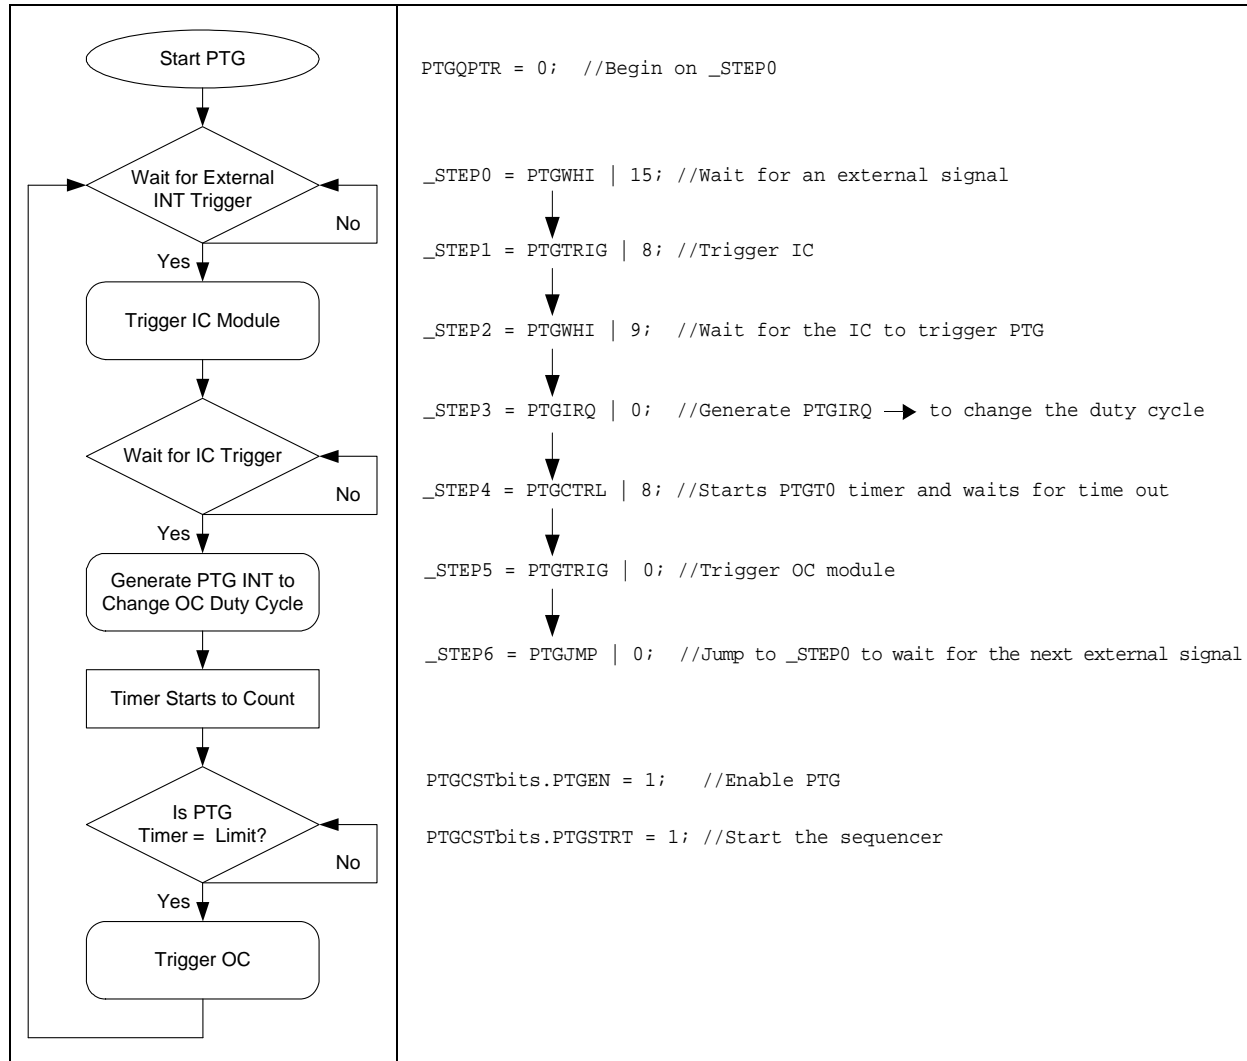 Start PTG
Wait for External
INT Trigger
No
Yes
Trigger IC Module
Wait for IC Trigger
No
Yes
Generate PTG INT to
Change OC Duty Cycle
Timer Starts to Count
Is PTG
Timer = Limit?
No
Yes
Trigger OC
PTGQPTR = 0; //Begin on _STEP0
_STEP0 = PTGWHI | 15; //Wait for an external signal
_STEP1 = PTGTRIG | 8; //Trigger IC
_STEP2 = PTGWHI | 9; //Wait for the IC to trigger PTG
_STEP3 = PTGIRQ | 0; //Generate PTGIRQ → to change the duty cycle
_STEP4 = PTGCTRL | 8; //Starts PTGT0 timer and waits for time out
_STEP5 = PTGTRIG | 0; //Trigger OC module
_STEP6 = PTGJMP | 0; //Jump to _STEP0 to wait for the next external signal
PTGCSTbits.PTGEN = 1; //Enable PTG
PTGCSTbits.PTGSTRT = 1; //Start the sequencer